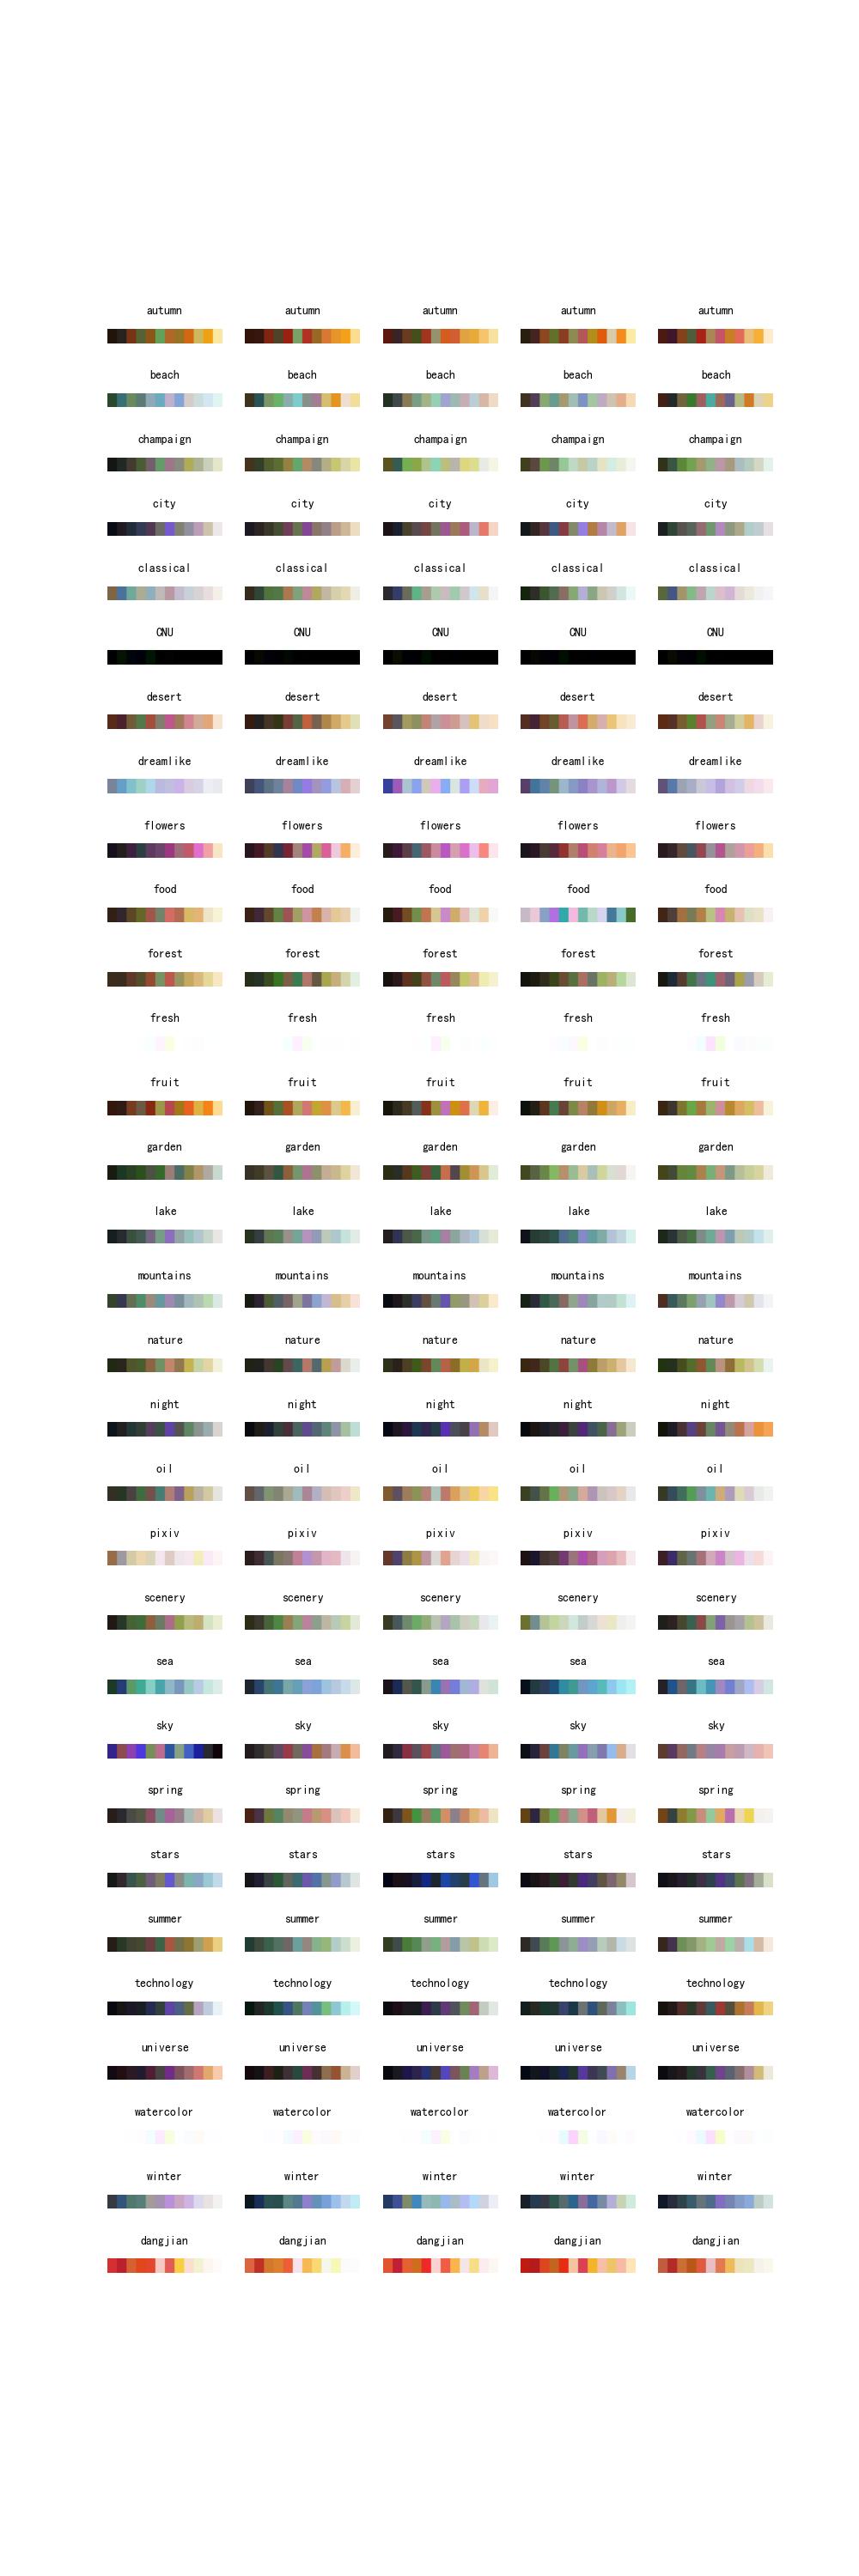 autumn autumn autumn autumn autumn
beach beach beach beach beach
champaign champaign champaign champaign champaign
city city city city city
classical classical classical classical classical
CNU CNU CNU CNU CNU
desert desert desert desert desert
dreamlike dreamlike dreamlike dreamlike dreamlike
flowers flowers flowers flowers flowers
food food food food food
forest forest forest forest forest
fresh fresh fresh fresh fresh
fruit fruit fruit fruit fruit
garden garden garden garden garden
lake lake lake lake lake
mountains mountains mountains mountains mountains
nature nature nature nature nature
night night night night night
oil oil oil oil oil
pixiv pixiv pixiv pixiv pixiv
scenery scenery scenery scenery scenery
sea sea sea sea sea
sky sky sky sky sky
spring spring spring spring spring
stars stars stars stars stars
summer summer summer summer summer
technology technology technology technology technology
universe universe universe universe universe
watercolor watercolor watercolor watercolor watercolor
winter winter winter winter winter
dangjian dangjian dangjian dangjian dangjian